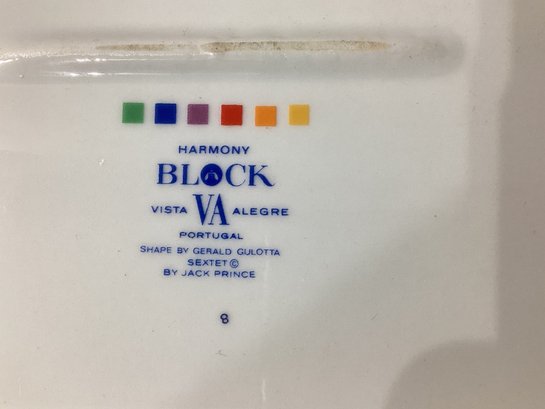 HARMONY
BLOCK
VISTA VA ALEGRE
PORTUGAL
SHAPE BY GERALD GULOTTA
SEXTET ©
BY JACK PRINCE
8